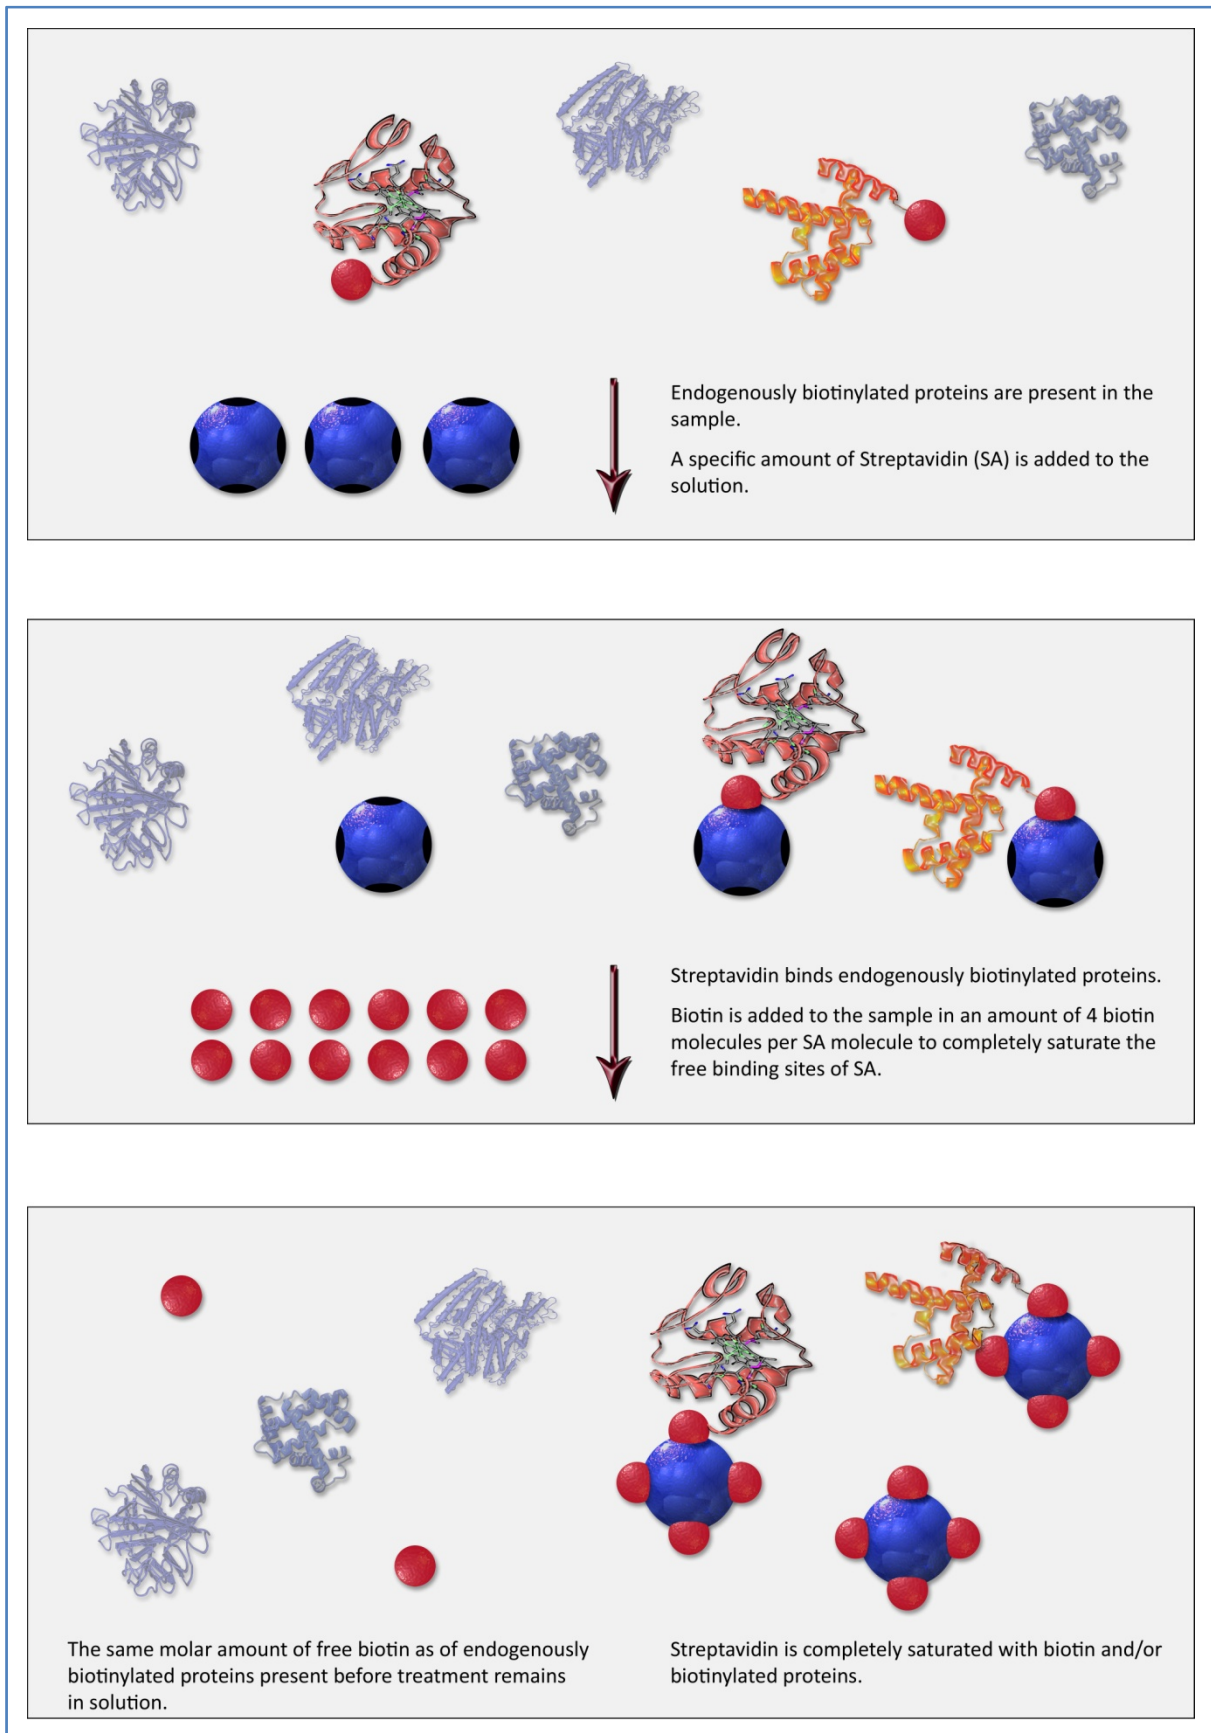 Endogenously biotinylated proteins are present in the
sample.
A specific amount of Streptavidin (SA) is added to the
solution.
Streptavidin binds endogenously biotinylated proteins.
Biotin is added to the sample in an amount of 4 biotin
molecules per SA molecule to completely saturate the
free binding sites of SA.
The same molar amount of free biotin as of endogenously
biotinylated proteins present before treatment remains
in solution.
Streptavidin is completely saturated with biotin and/or
biotinylated proteins.